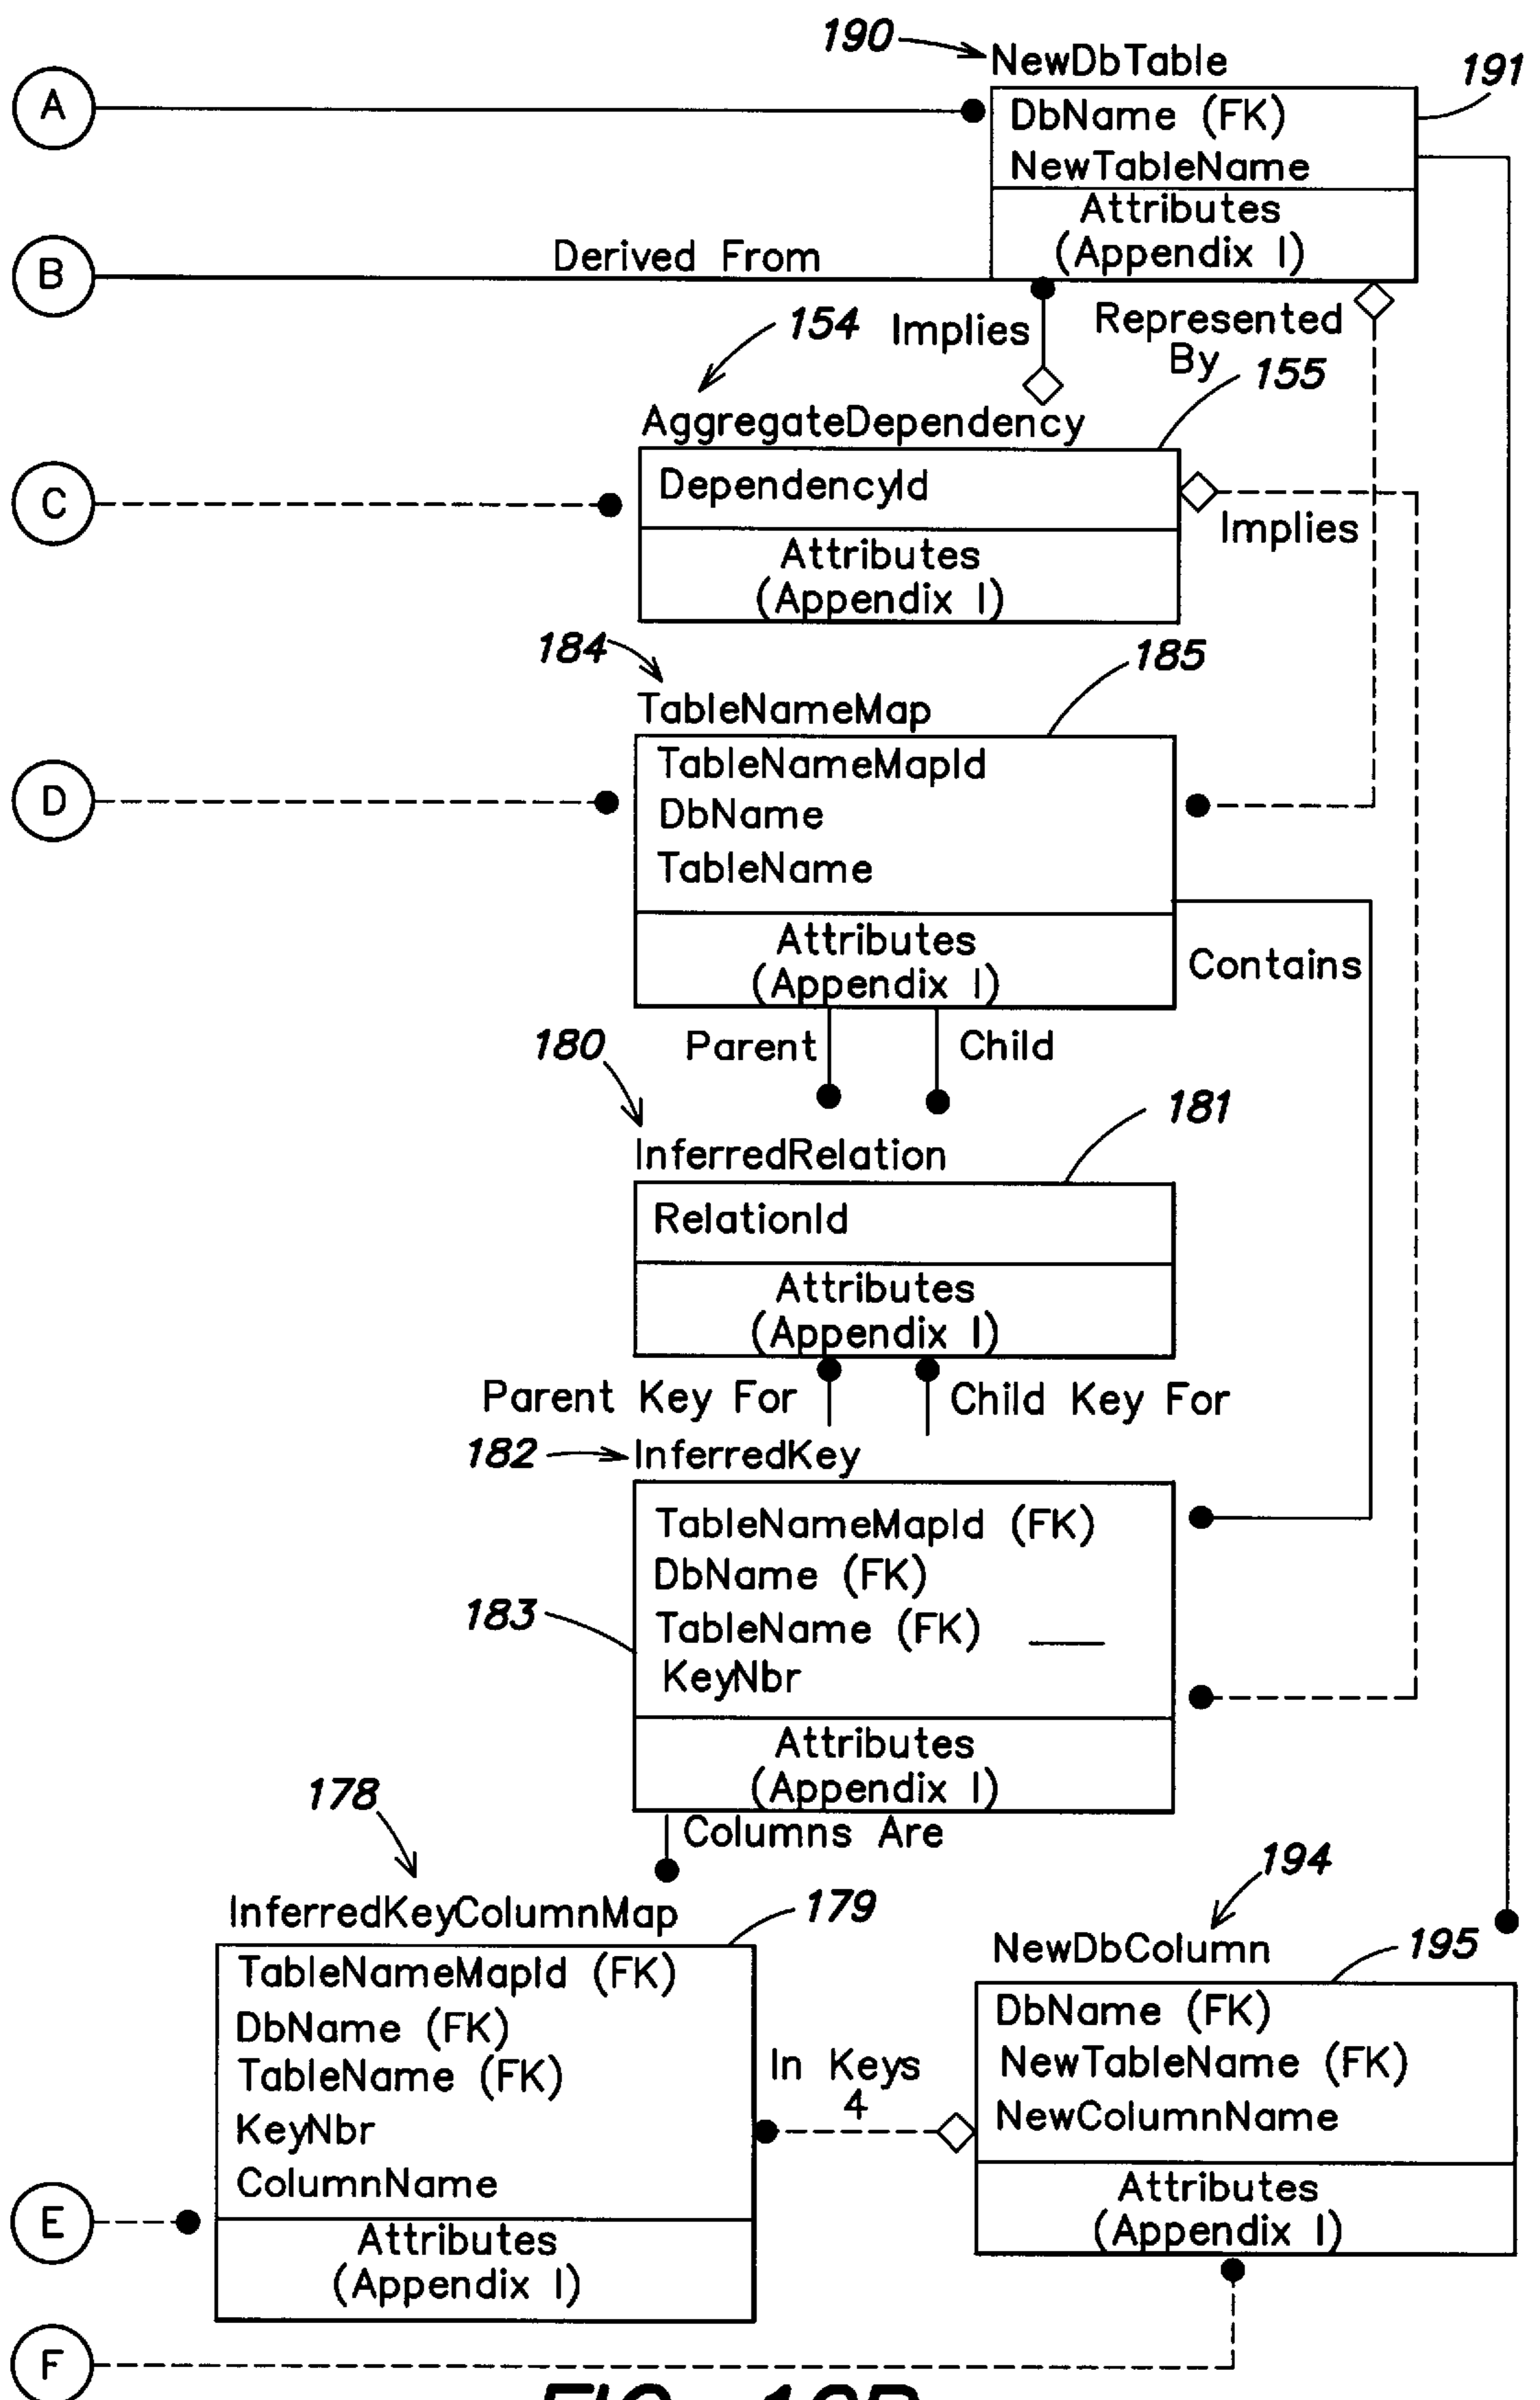 190
NewDbTable
191
A
DbName (FK)
NewTableName
Attributes
(Appendix I)
B
Derived From
154
Implies
Represented
By
155
AggregateDependency
C
DependencyId
Implies
Attributes
(Appendix I)
184
185
TableNameMap
D
TableNameMapId
DbName
TableName
Attributes
(Appendix I)
Contains
180
Parent
Child
181
InferredRelation
RelationId
Attributes
(Appendix I)
Parent Key For
Child Key For
182
InferredKey
TableNameMapId (FK)
DbName (FK)
183
TableName (FK)
KeyNbr
Attributes
(Appendix I)
178
Columns Are
194
InferredKeyColumnMap
179
NewDbColumn
195
TableNameMapId (FK)
DbName (FK)
TableName (FK)
KeyNbr
ColumnName
In Keys
4
DbName (FK)
NewTableName (FK)
NewColumnName
E
Attributes
(Appendix I)
Attributes
(Appendix I)
F